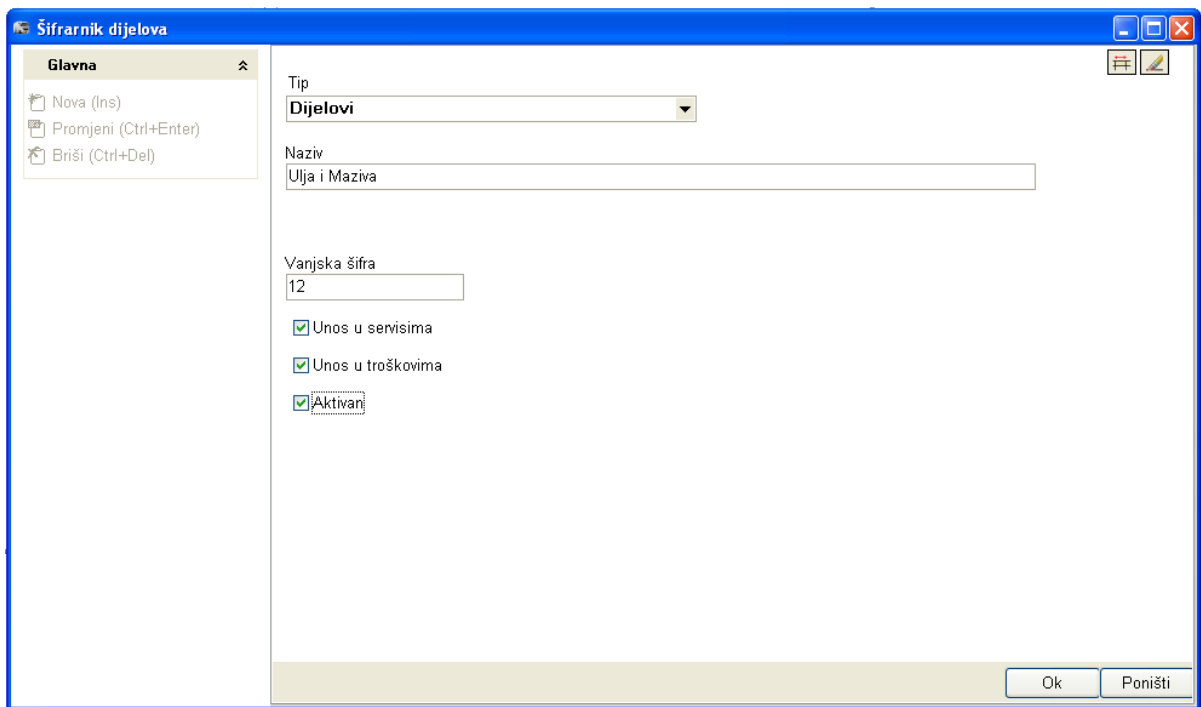 Šifrarnik dijelova
Glavna
Nova (Ins)
Promjeni (Ctrl+Enter)
Briši (Ctrl+Del)
Tip
Dijelovi
Naziv
Ulja i Maziva
Vanjska šifra
12
Unos u servisima
Unos u troškovima
Aktivan
Ok Poništi